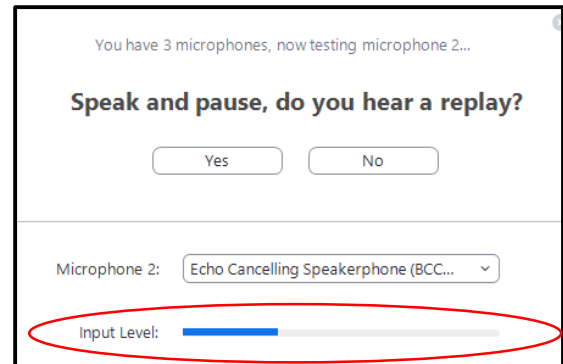 You have 3 microphones, now testing microphone 2...
Speak and pause, do you hear a replay?
Yes No
Microphone 2: Echo Cancelling Speakerphone (BCC...
Input Level: